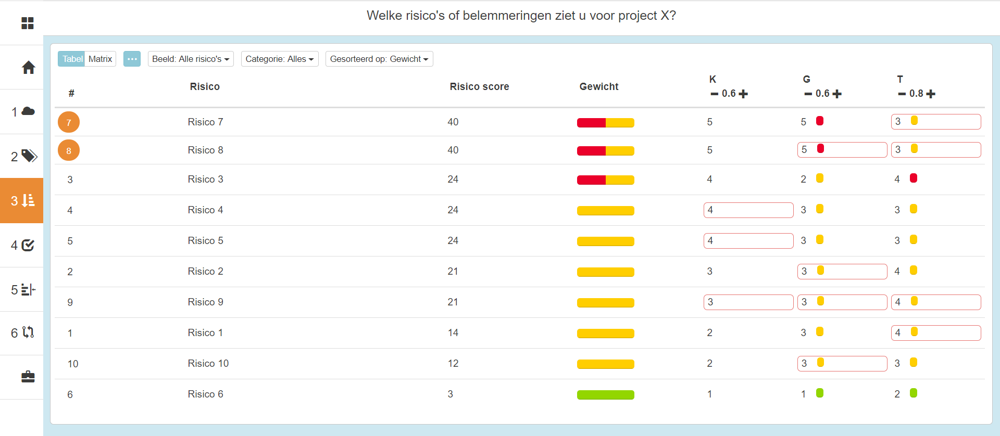 Welke risico's of belemmeringen ziet u voor project X?
Tabel Matrix ••• Beeld: Alle risico's Categorie: Alles Gesorteerd op: Gewicht
# Risico Risico score Gewicht K 0.6 G 0.6 T 0.8
7 Risico 7 40 5 5 3
8 Risico 8 40 5 5 3
3 Risico 3 24 4 2 4
4 Risico 4 24 4 3 3
5 Risico 5 24 4 3 3
2 Risico 2 21 3 3 4
9 Risico 9 21 3 3 4
1 Risico 1 14 2 3 4
10 Risico 10 12 2 3 3
6 Risico 6 3 1 1 2
1
2
3
4
5
6